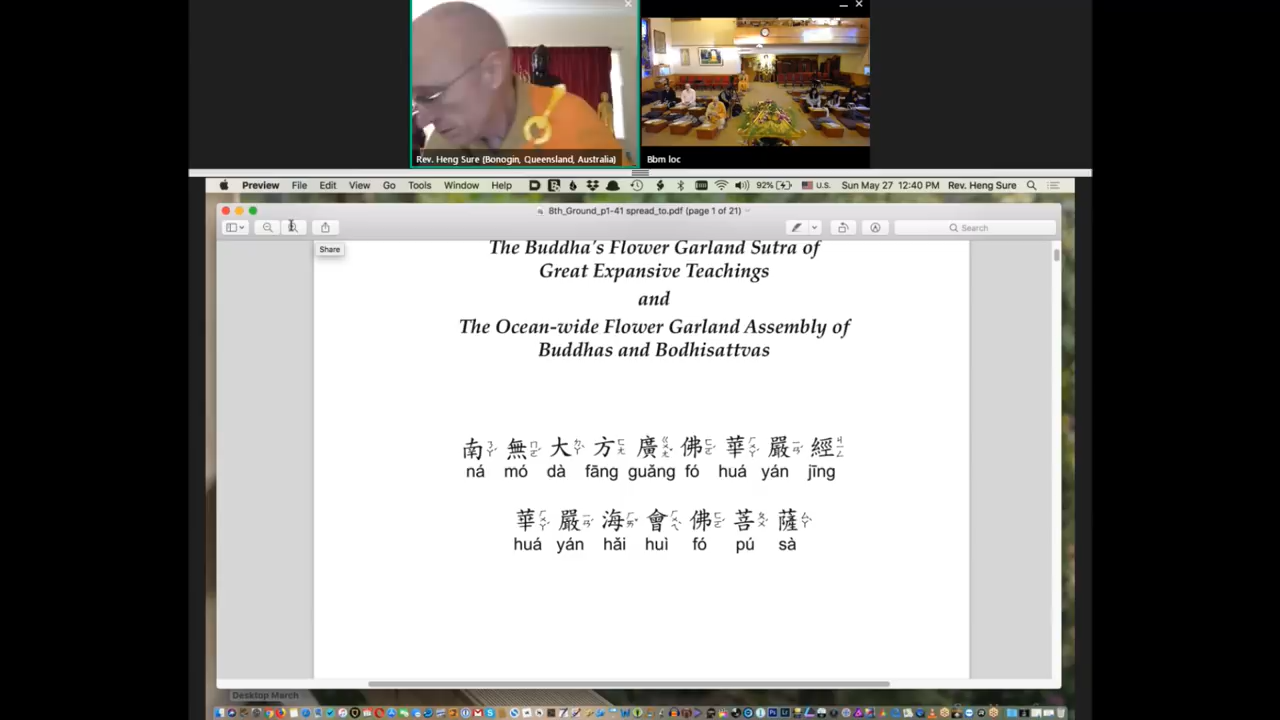 Rev. Heng Sure (Bonogin, Queensland, Australia)
Bbm loc
Preview File Edit View Go Tools Window Help 92% U.S. Sun May 27 12:40 PM Rev. Heng Sure
8th_Ground_p1-41 spread_to.pdf (page 1 of 21)
Search
Share
The Buddha's Flower Garland Sutra of
Great Expansive Teachings
and
The Ocean-wide Flower Garland Assembly of
Buddhas and Bodhisattvas
南無大方廣佛華嚴經
ná mó dà fāng guǎng fó huá yán jīng
華嚴海會佛菩薩
huá yán hǎi huì fó pú sà
Desktop March